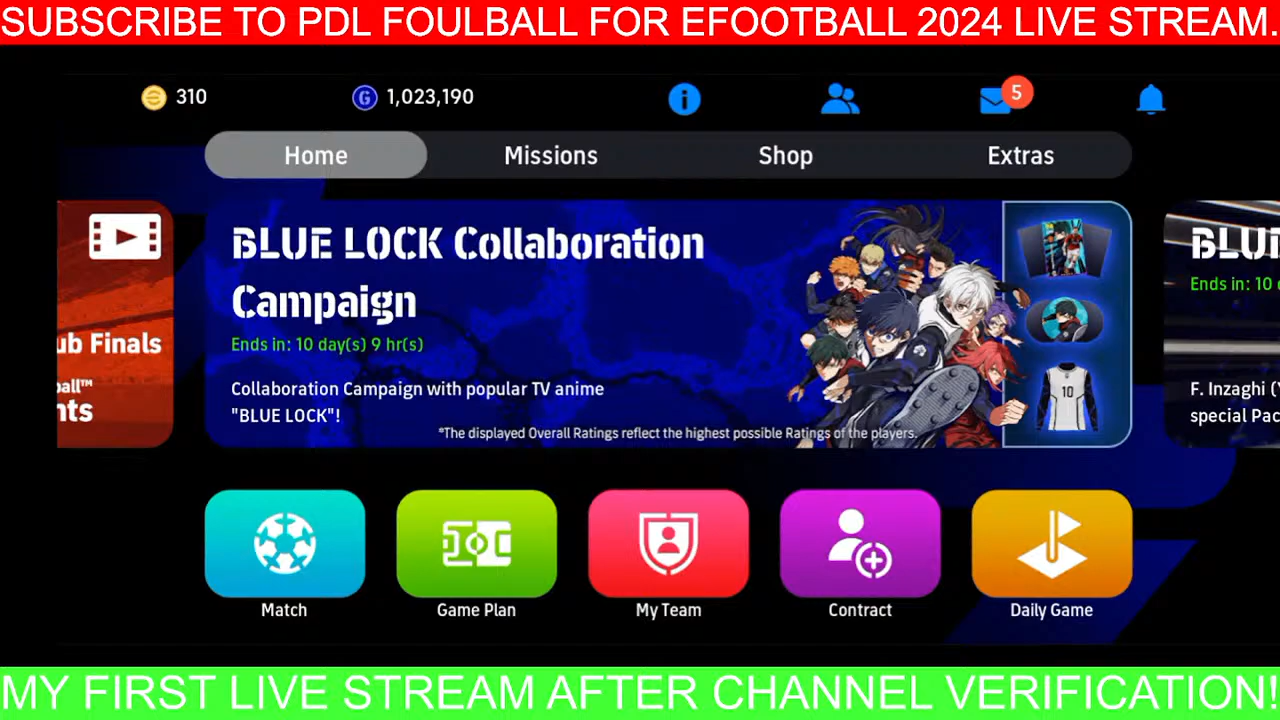 SUBSCRIBE TO PDL FOULBALL FOR EFOOTBALL 2024 LIVE STREAM.
310
G 1,023,190
5
Home
Missions
Shop
Extras
ub Finals
ball™
nts
BLUE LOCK Collaboration
Campaign
Ends in: 10 day(s) 9 hr(s)
Collaboration Campaign with popular TV anime
"BLUE LOCK"!
*The displayed Overall Ratings reflect the highest possible Ratings of the players.
10
BLU
Ends in: 10
F. Inzaghi (
special Pac
Match
Game Plan
My Team
Contract
Daily Game
MY FIRST LIVE STREAM AFTER CHANNEL VERIFICATION!